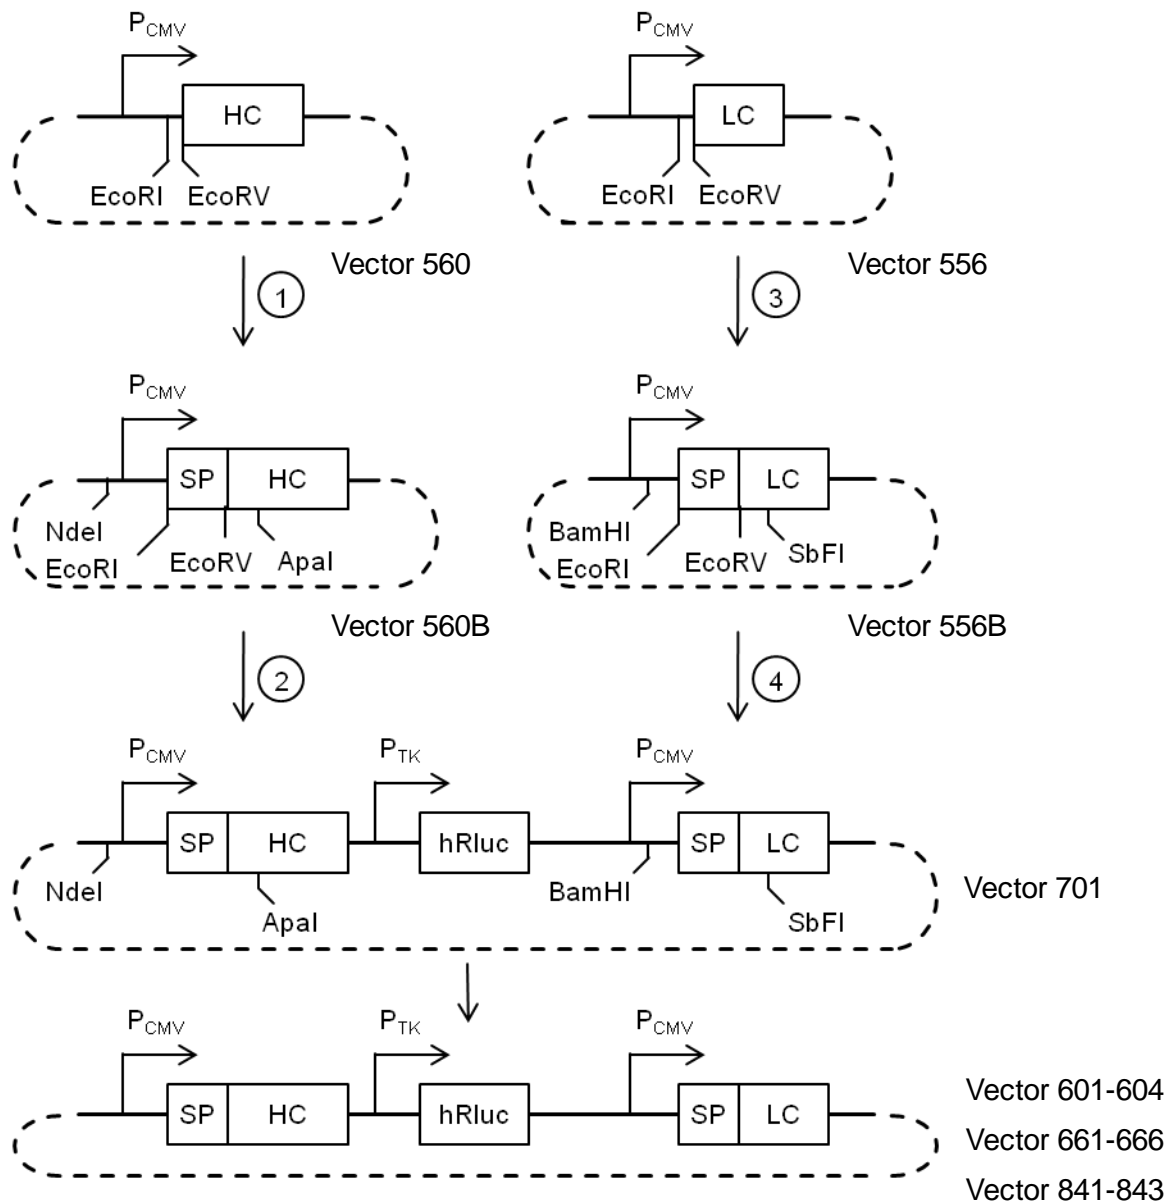 PCMV
PCMV
HC
LC
EcoRI EcoRV
EcoRI EcoRV
Vector 560
Vector 556
1
3
PCMV
PCMV
SP HC
SP LC
NdeI
EcoRI
EcoRV
ApaI
BamHI
EcoRI
EcoRV
SbFI
Vector 560B
Vector 556B
2
4
PCMV
PTK
PCMV
SP HC
hRluc
SP LC
NdeI
ApaI
BamHI
SbFI
Vector 701
PCMV
PTK
PCMV
SP HC
hRluc
SP LC
Vector 601-604
Vector 661-666
Vector 841-843